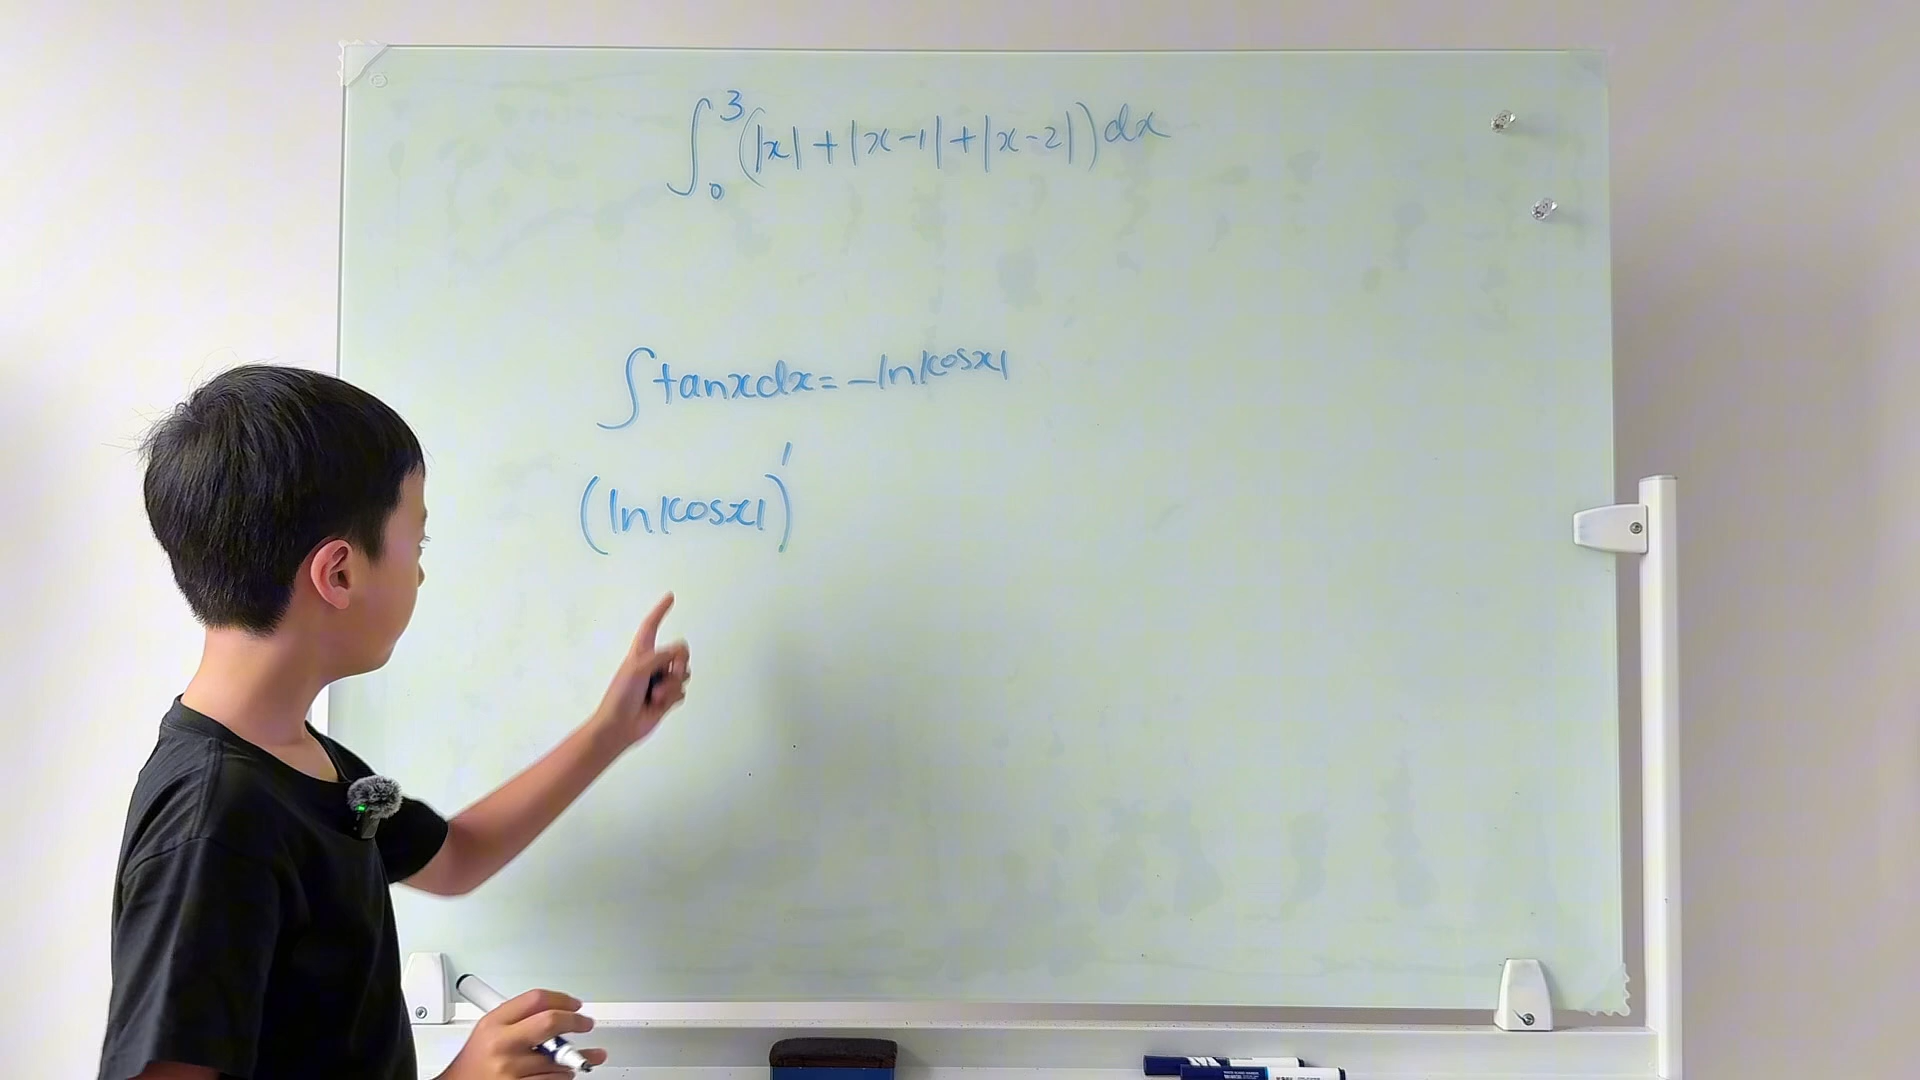 ∫₀³(|x|+|x-1|+|x-2|)dx
∫tanxdx=-ln|cosx|
(ln|cosx|)'